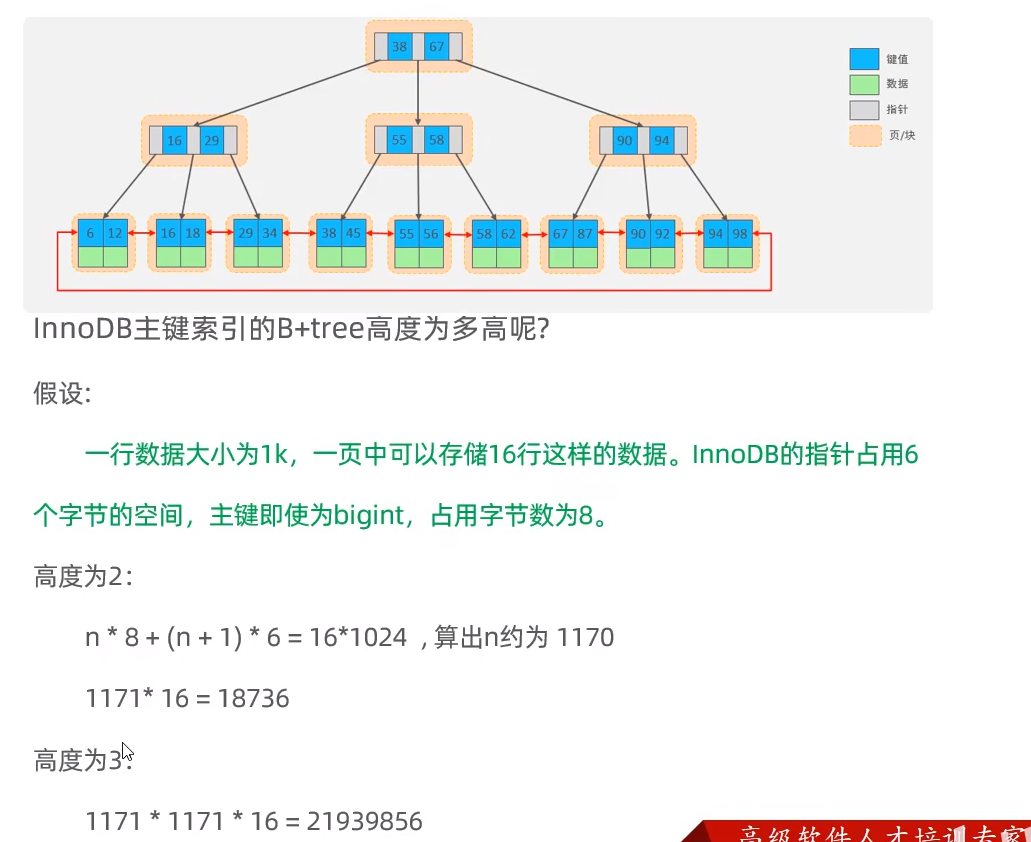 38 67
键值
数据
指针
页/块
16 29
55 58
90 94
6 12 16 18 29 34 38 45 55 56 58 62 67 87 90 92 94 98
InnoDB主键索引的B+tree高度为多高呢?
假设:
一行数据大小为1k，一页中可以存储16行这样的数据。InnoDB的指针占用6
个字节的空间，主键即使为bigint，占用字节数为8。
高度为2：
n * 8 + (n + 1) * 6 = 16*1024 , 算出n约为 1170
1171* 16 = 18736
高度为3：
1171 * 1171 * 16 = 21939856
高级软件人才培训专家